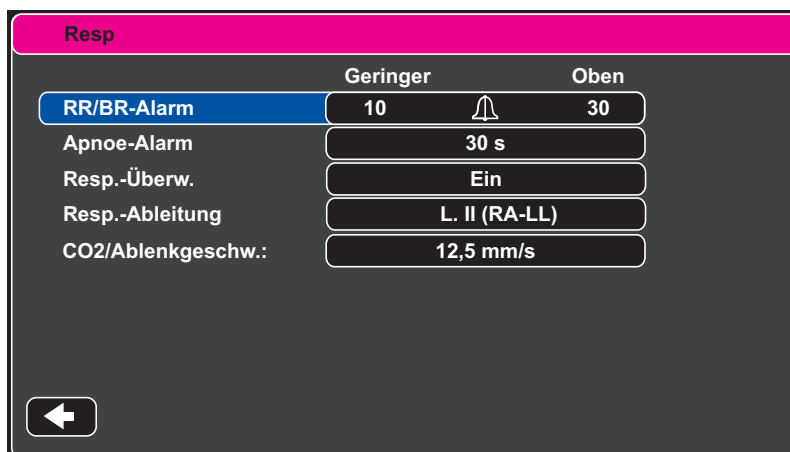 Resp
Geringer Oben
RR/BR-Alarm 10 30
Apnoe-Alarm 30 s
Resp.-Überw. Ein
Resp.-Ableitung L. II (RA-LL)
CO2/Ablenkgeschw.: 12,5 mm/s